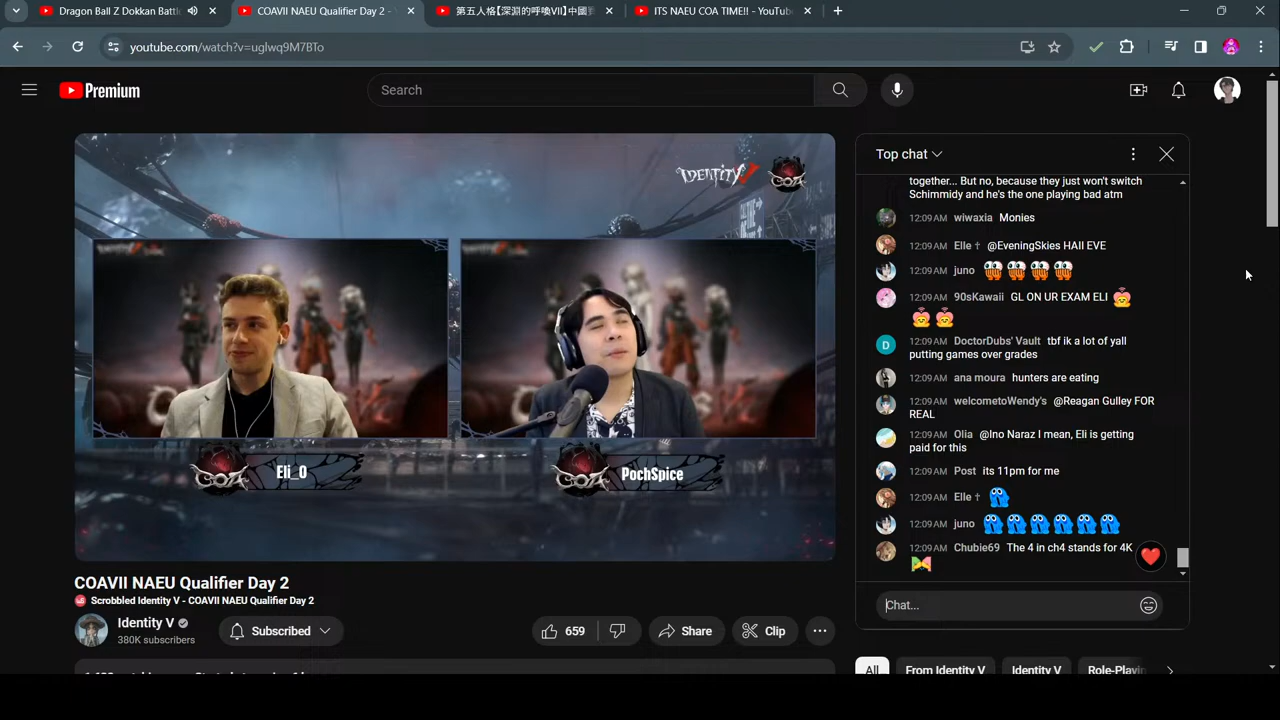 Dragon Ball Z Dokkan Battl
COAVII NAEU Qualifier Day 2 -
第五人格【深淵的呼喚VII】中國
ITS NAEU COA TIME!! - YouTube
youtube.com/watch?v=uglwq9M7BTo
Premium
Search
IDENTITY V
COA
Top chat
together... But no, because they just won't switch
Schimmidy and he's the one playing bad atm
12:09 AM wiwaxia Monies
12:09 AM Elle † @EveningSkies HAII EVE
12:09 AM juno
12:09 AM 90sKawaii GL ON UR EXAM ELI
D
12:09 AM DoctorDubs' Vault tbf ik a lot of yall
putting games over grades
12:09 AM ana moura hunters are eating
12:09 AM welcometoWendy's @Reagan Gulley FOR
REAL
12:09 AM Olia @Ino Naraz I mean, Eli is getting
paid for this
12:09 AM Post its 11pm for me
12:09 AM Elle †
12:09 AM juno
12:09 AM Chubie69 The 4 in ch4 stands for 4K
Chat...
COA
Eli_O
COA
PochSpice
COAVII NAEU Qualifier Day 2
Scrobbled Identity V - COAVII NAEU Qualifier Day 2
Identity V
380K subscribers
Subscribed
659
Share
Clip
All
From Identity V
Identity V
Role-Playin